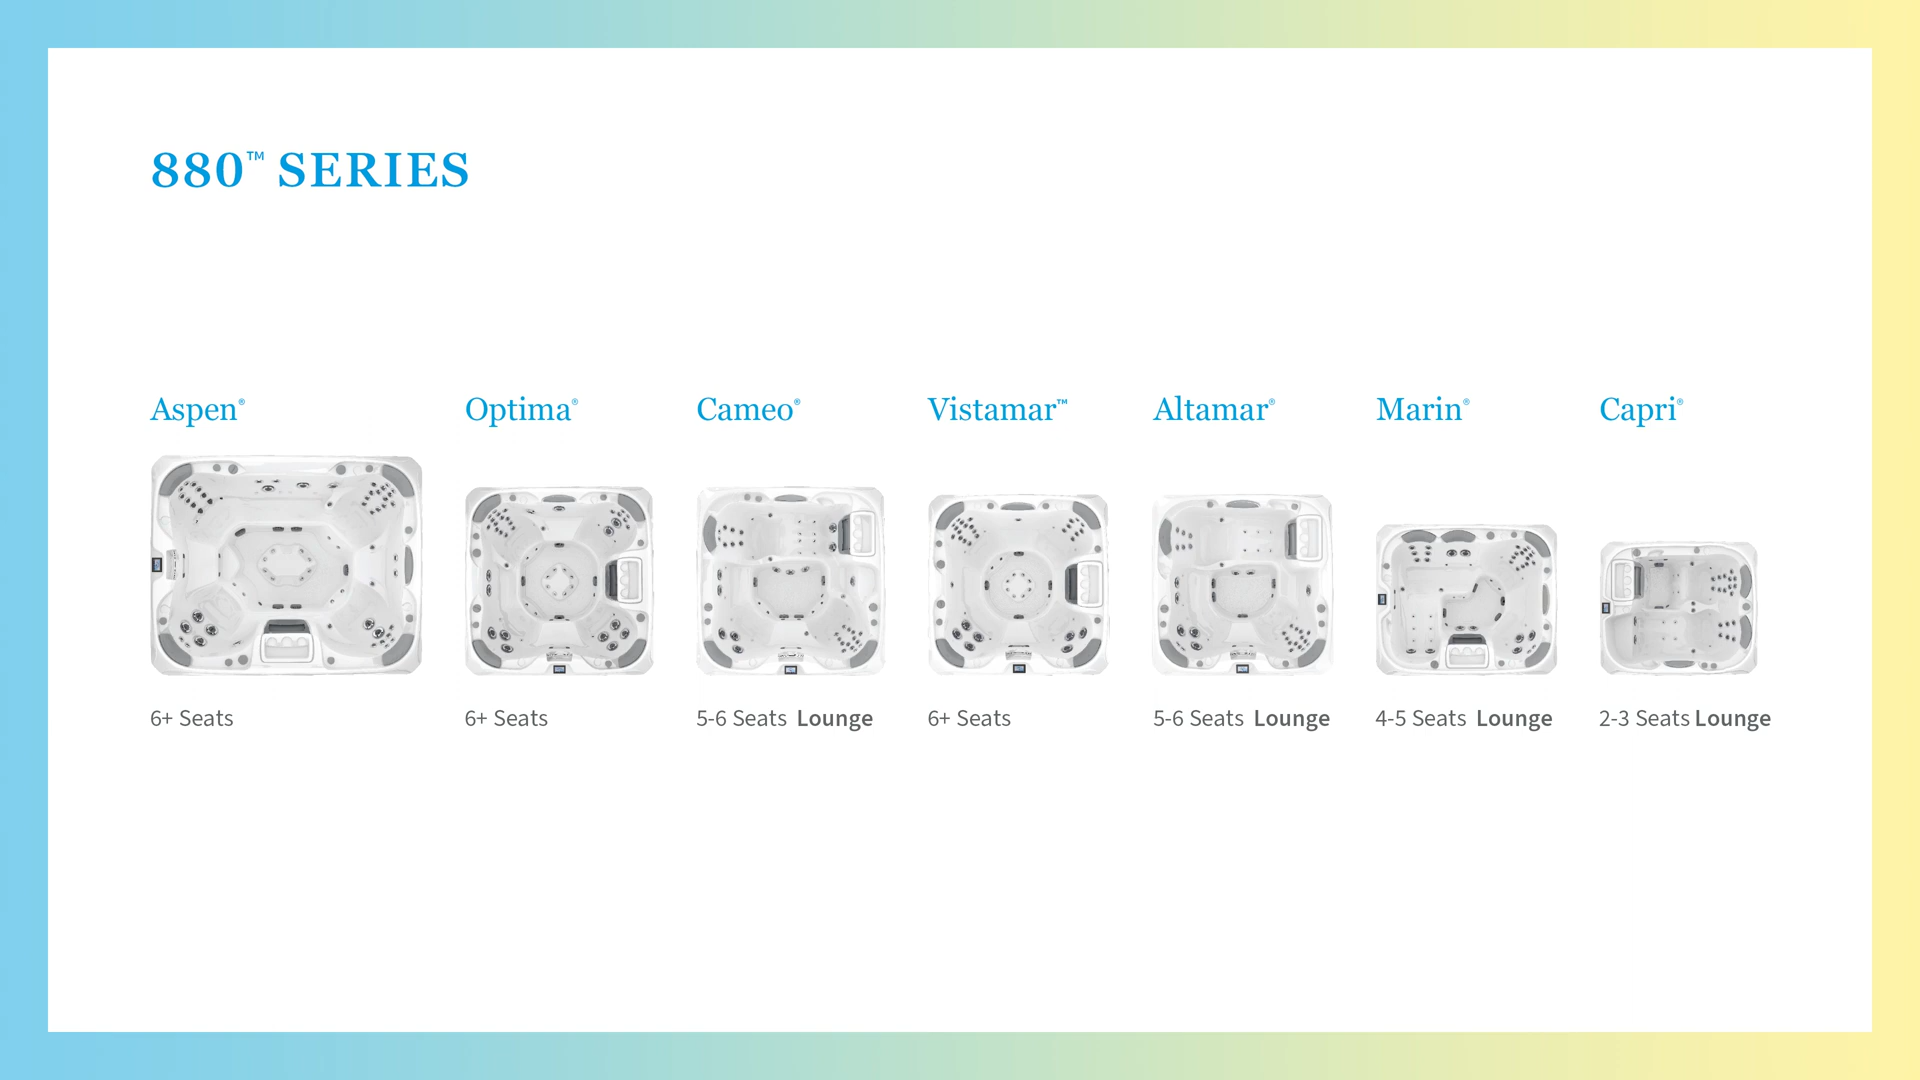 880™ SERIES
Aspen® Optima® Cameo® Vistamar™ Altamar® Marin® Capri®
6+ Seats 6+ Seats 5-6 Seats Lounge 6+ Seats 5-6 Seats Lounge 4-5 Seats Lounge 2-3 Seats Lounge